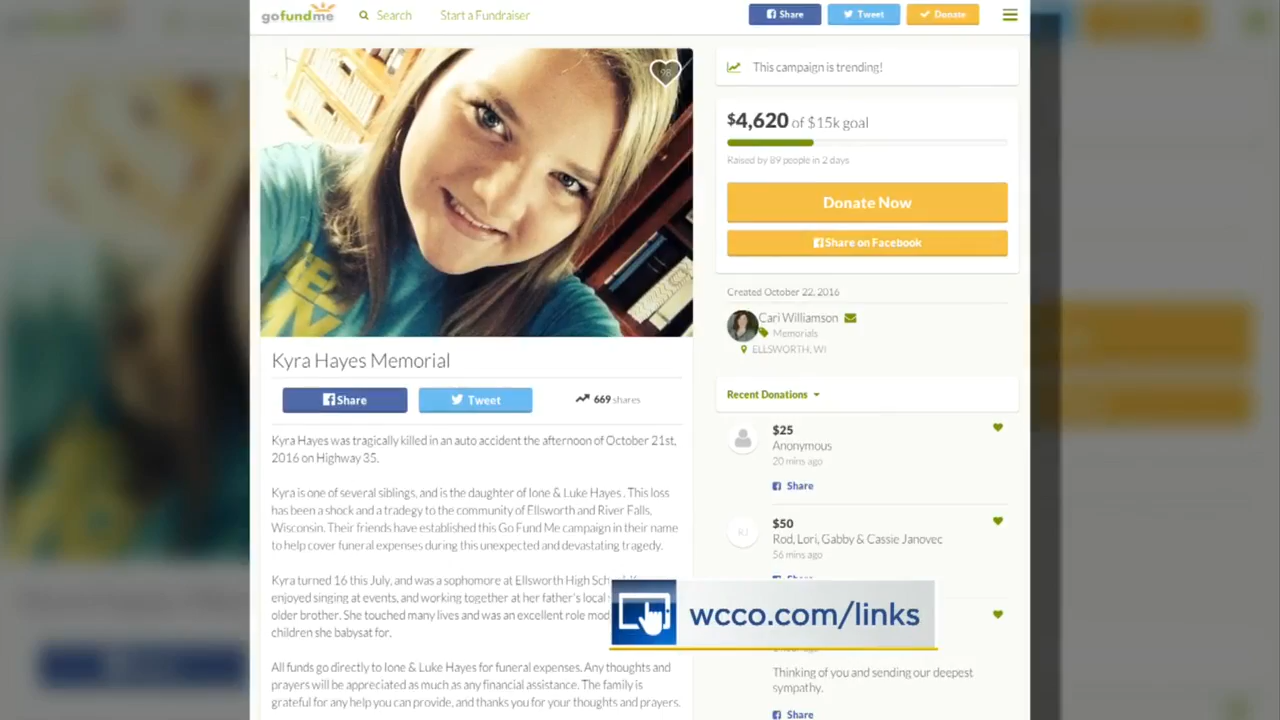 gofundme
Search
Start a Fundraiser
Share
Tweet
Donate
98
This campaign is trending!
$4,620 of $15k goal
Raised by 89 people in 2 days
Donate Now
Share on Facebook
Created October 22, 2016
Cari Williamson
Memorials
ELLSWORTH, WI
Kyra Hayes Memorial
Share
Tweet
669 shares
Kyra Hayes was tragically killed in an auto accident the afternoon of October 21st,
2016 on Highway 35.
Kyra is one of several siblings, and is the daughter of Ione & Luke Hayes . This loss
has been a shock and a tradegy to the community of Ellsworth and River Falls,
Wisconsin. Their friends have established this Go Fund Me campaign in their name
to help cover funeral expenses during this unexpected and devastating tragedy.
Kyra turned 16 this July, and was a sophomore at Ellsworth High
enjoyed singing at events, and working together at her father's local
older brother. She touched many lives and was an excellent role
children she babysat for.
All funds go directly to Ione & Luke Hayes for funeral expenses. Any thoughts and
prayers will be appreciated as much as any financial assistance. The family is
grateful for any help you can provide, and thanks you for your thoughts and prayers.
Recent Donations
$25
Anonymous
20 mins ago
Share
RJ
$50
Rod, Lori, Gabby & Cassie Janovec
56 mins ago
Share
wcco.com/links
Thinking of you and sending our deepest
sympathy.
Share